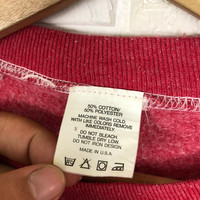 50% COTTON/
50% POLYESTER
MACHINE WASH COLD
WITH LIKE COLORS REMOVE
IMMEDIATELY.
DO NOT BLEACH.
TUMBLE DRY LOW.
DO NOT IRON DESIGN
MADE IN U.S.A